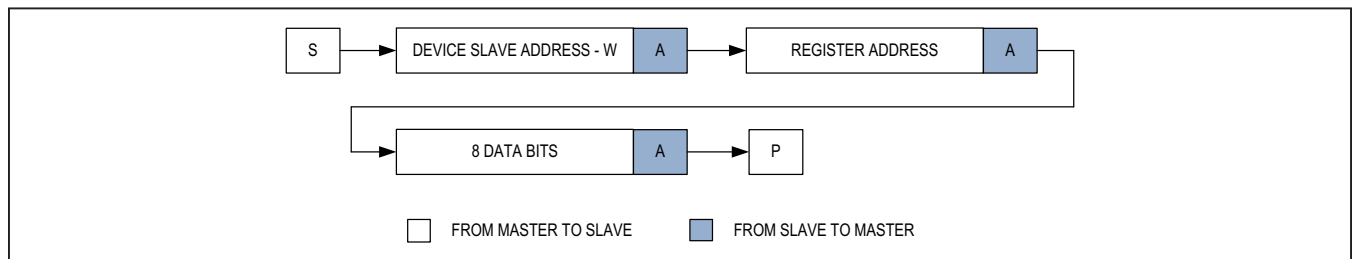 S DEVICE SLAVE ADDRESS - W A REGISTER ADDRESS A
8 DATA BITS A P
FROM MASTER TO SLAVE FROM SLAVE TO MASTER